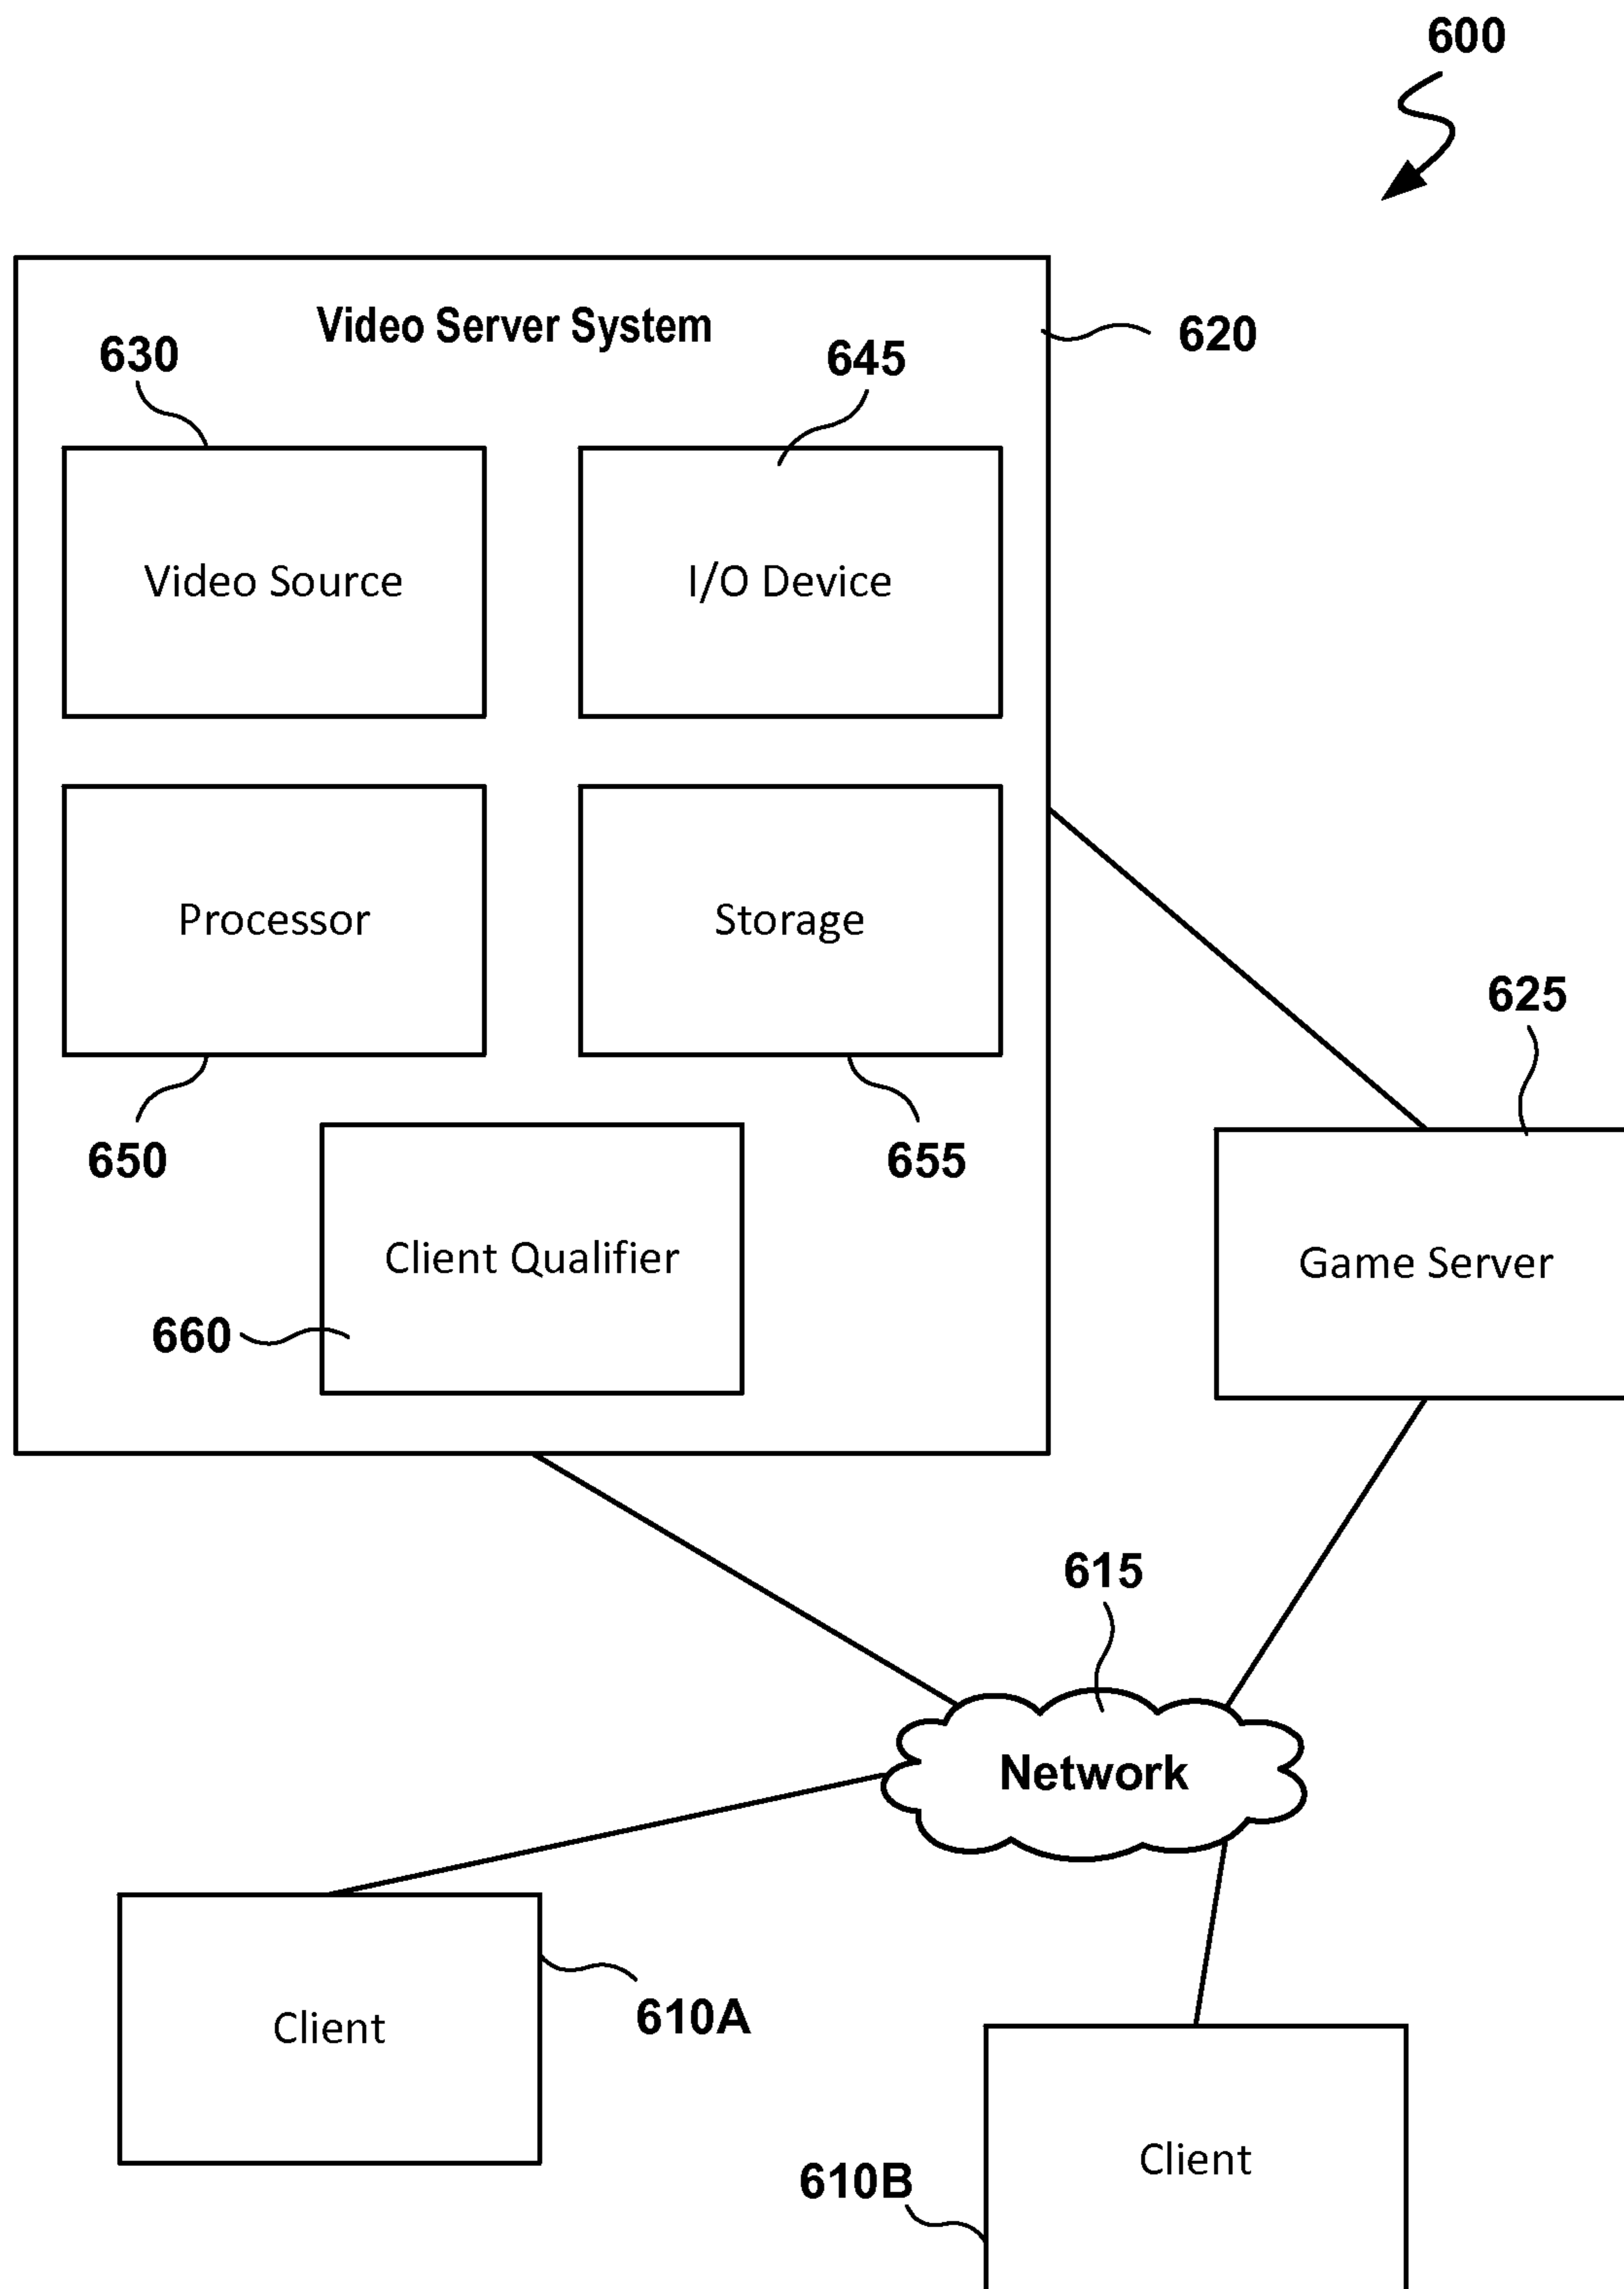 600
Video Server System
620
630
645
Video Source
I/O Device
Processor
Storage
625
650
655
Client Qualifier
Game Server
660
615
Network
610A
Client
Client
610B